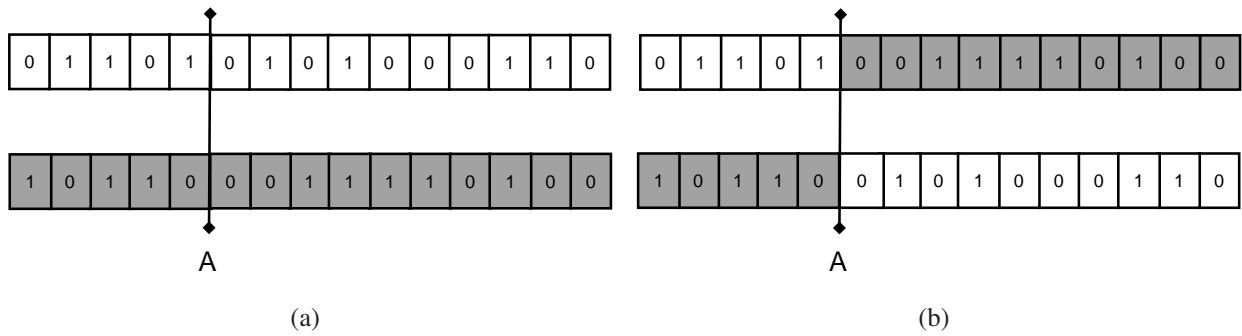 0 1 1 0 1 0 1 0 1 0 0 0 1 1 0
1 0 1 1 0 0 0 1 1 1 1 0 1 0 0
A
(a)
0 1 1 0 1 0 0 1 1 1 1 0 1 0 0
1 0 1 1 0 0 1 0 1 0 0 0 1 1 0
A
(b)